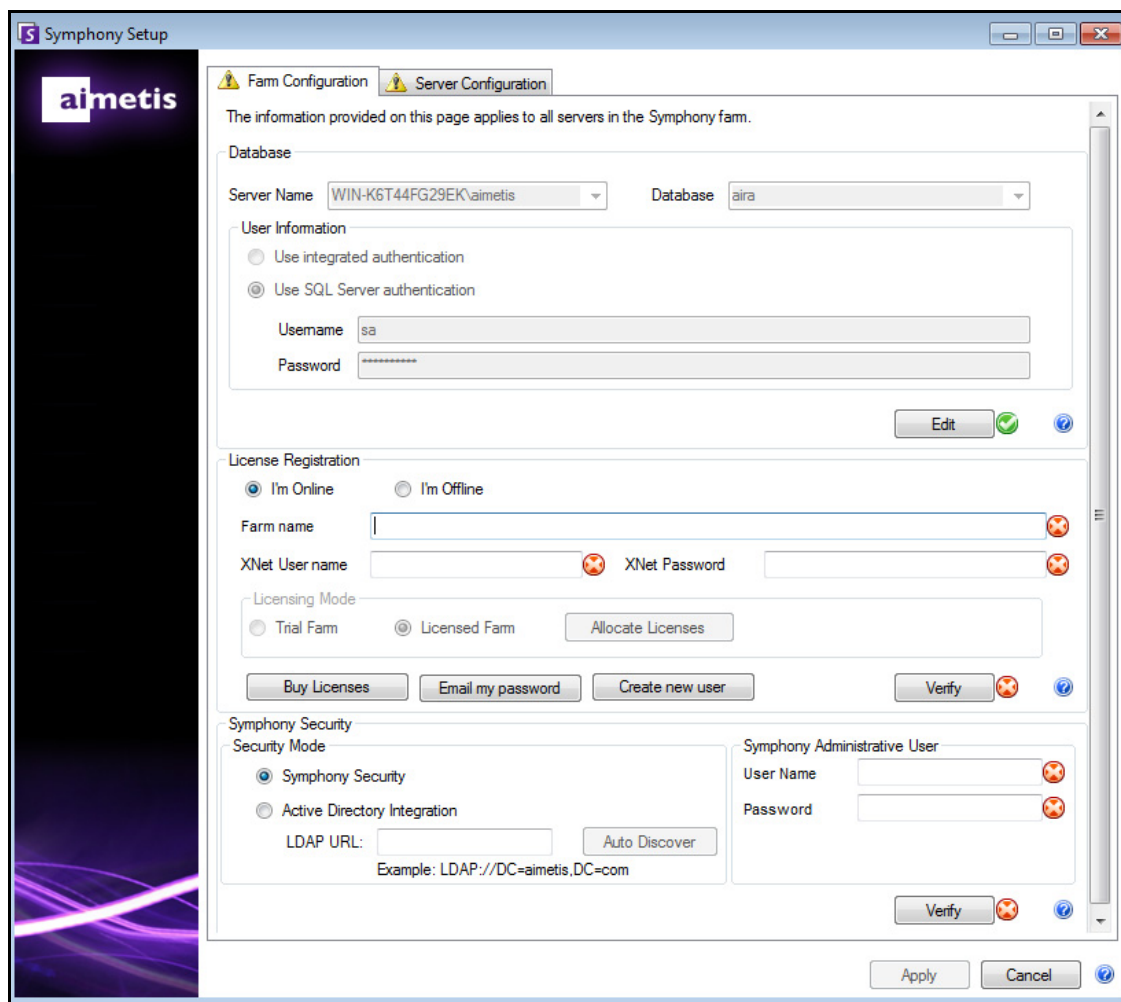 Symphony Setup
aimetis
Farm Configuration
Server Configuration
The information provided on this page applies to all servers in the Symphony farm.
Database
Server Name WIN-K6T44FG29EK\aimetis Database aira
User Information
Use integrated authentication
Use SQL Server authentication
Username sa
Password **********
Edit
License Registration
I'm Online I'm Offline
Farm name
XNet User name XNet Password
Licensing Mode
Trial Farm Licensed Farm Allocate Licenses
Buy Licenses Email my password Create new user Verify
Symphony Security
Security Mode
Symphony Security
Active Directory Integration
LDAP URL: Auto Discover
Example: LDAP://DC=aimetis,DC=com
Symphony Administrative User
User Name
Password
Verify
Apply Cancel